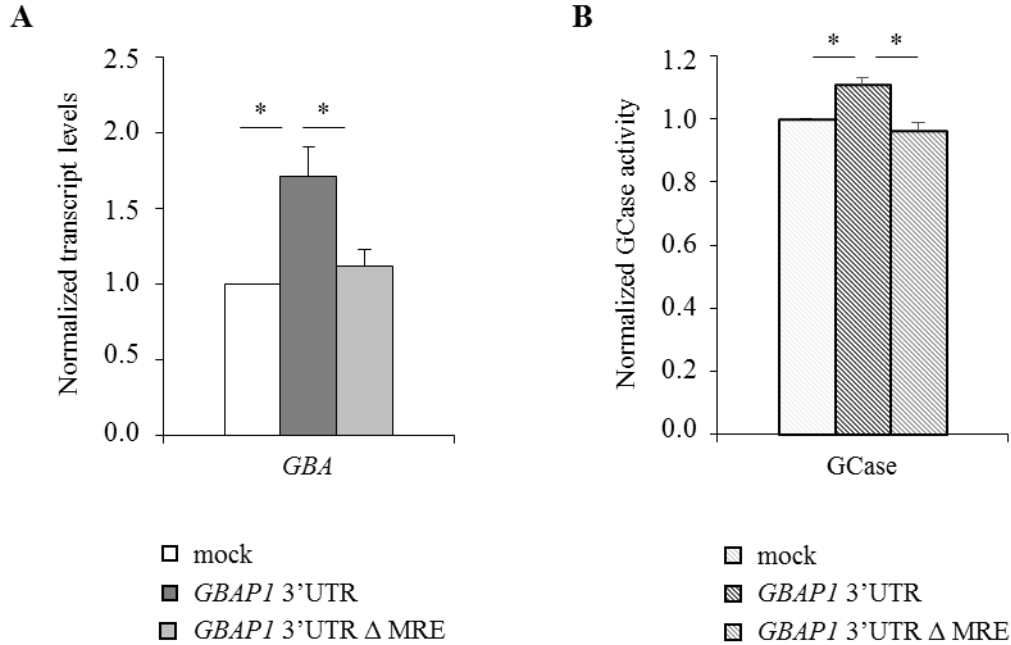 A
Normalized transcript levels
2.5
2.0
1.5
1.0
0.5
0.0
* *
GBA
mock
GBAP1 3’UTR
GBAP1 3’UTR Δ MRE
B
Normalized GCase activity
1.2
1.0
0.8
0.6
0.4
0.2
0.0
* *
GCase
mock
GBAP1 3’UTR
GBAP1 3’UTR Δ MRE